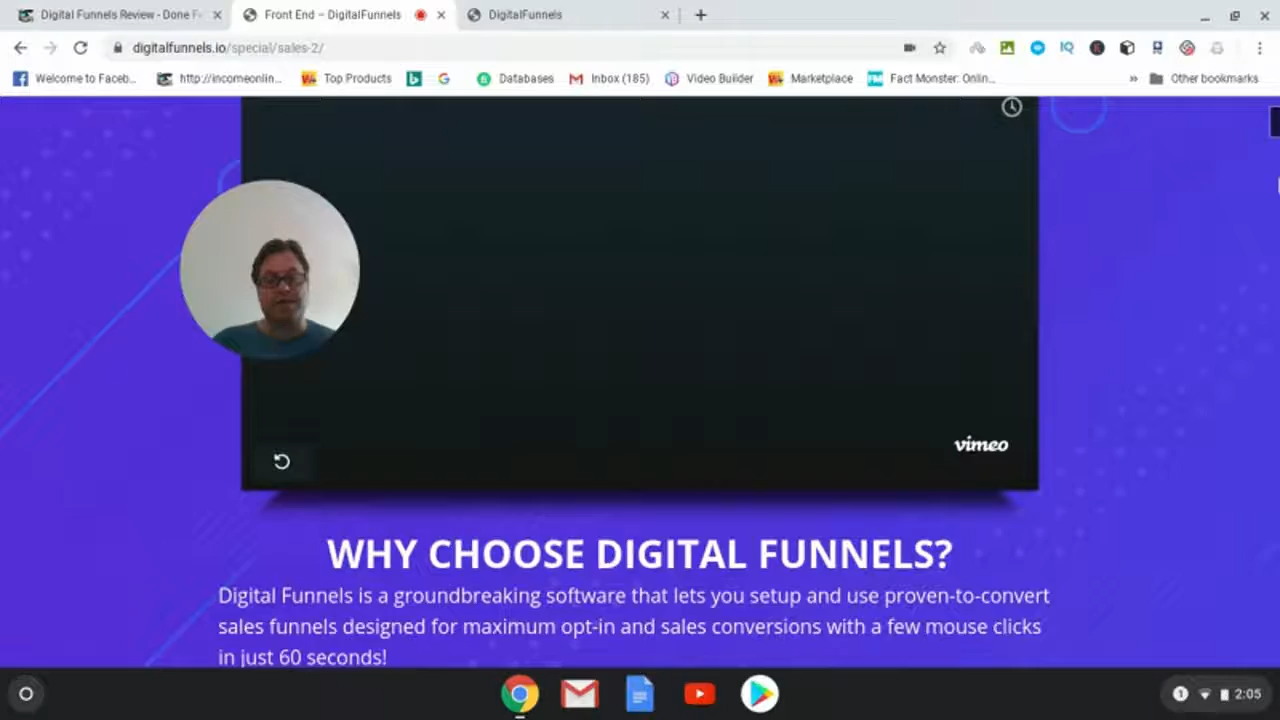 Digital Funnels Review - Done Fo
Front End – DigitalFunnels
DigitalFunnels
digitalfunnels.io/special/sales-2/
Welcome to Faceb...
http://incomeonlin...
Top Products
Databases
Inbox (185)
Video Builder
Marketplace
Fact Monster: Onlin...
»
Other bookmarks
vimeo
WHY CHOOSE DIGITAL FUNNELS?
Digital Funnels is a groundbreaking software that lets you setup and use proven-to-convert
sales funnels designed for maximum opt-in and sales conversions with a few mouse clicks
in just 60 seconds!
1
2:05